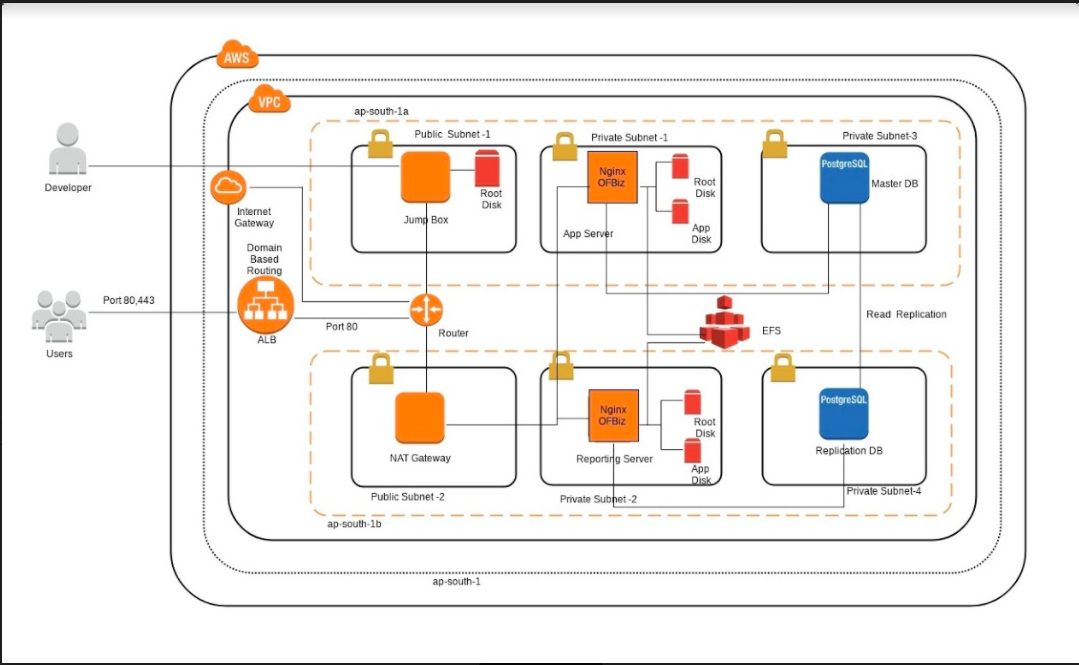 AWS
VPC
ap-south-1a
Public Subnet -1
Private Subnet -1
Private Subnet-3
Developer
Root
Disk
Jump Box
Nginx
OFBiz
Root
Disk
App
Disk
App Server
PostgreSQL
Master DB
Internet
Gateway
Domain
Based
Routing
ALB
Port 80,443
Users
Port 80
Router
EFS
Read Replication
NAT Gateway
Public Subnet -2
Nginx
OFBiz
Root
Disk
Reporting Server
App
Disk
Private Subnet -2
PostgreSQL
Replication DB
Private Subnet-4
ap-south-1b
ap-south-1